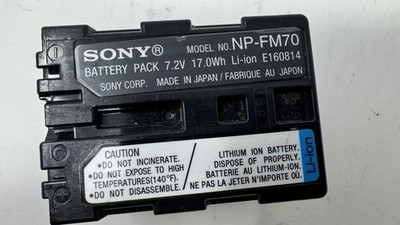 SONY® MODEL NO. NP-FM70
BATTERY PACK 7.2V 17.0Wh Li-ion E160814
SONY CORP. MADE IN JAPAN / FABRIQUE AU JAPON
CAUTION
•DO NOT INCINERATE.
•DO NOT EXPOSE TO HIGH
TEMPERATURES(140°F).
•DO NOT DISASSEMBLE.
LITHIUM ION BATTERY.
DISPOSE OF PROPERLY.
BATTERIE AU LITHIUM-ION.
NE PAS LA JETER N'IMPORTE OÙ.
Li-ion